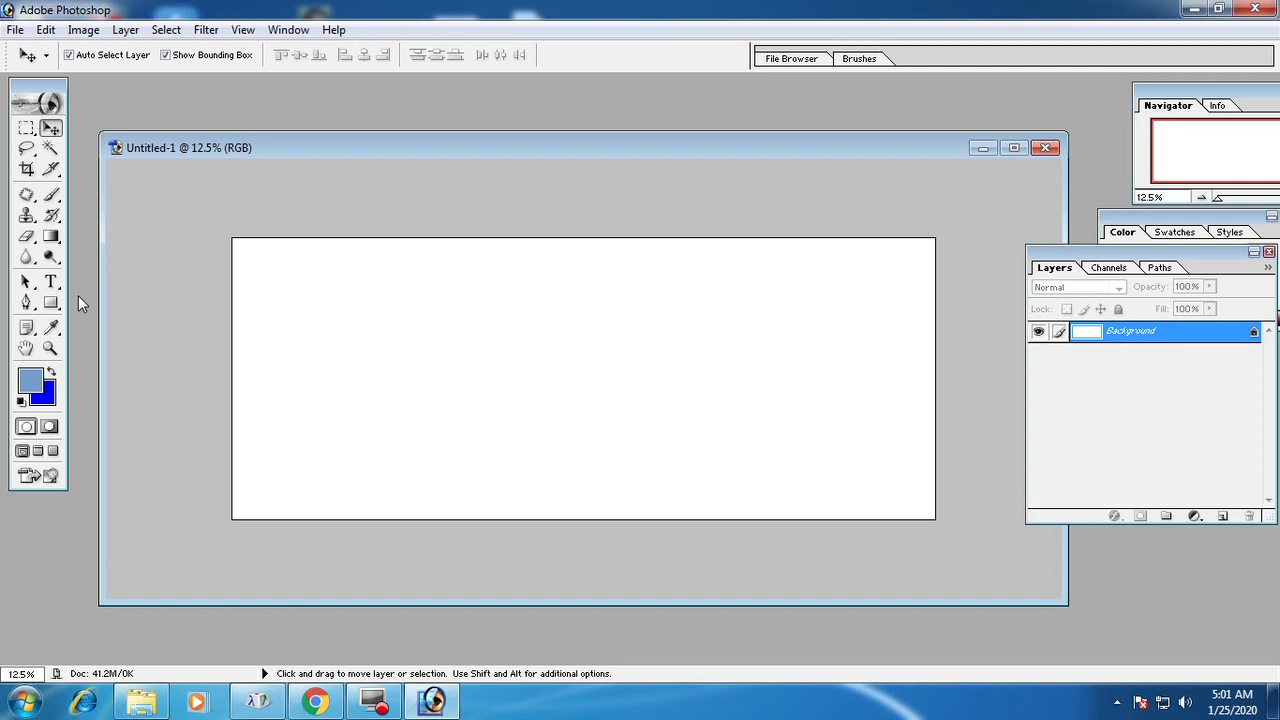 Adobe Photoshop
File Edit Image Layer Select Filter View Window Help
Auto Select Layer Show Bounding Box File Browser Brushes
Navigator Info
Untitled-1 @ 12.5% (RGB)
12.5%
Color Swatches Styles
Layers Channels Paths
Normal Opacity: 100%
Lock: Fill: 100%
Background
T
12.5% Doc: 41.2M/0K Click and drag to move layer or selection. Use Shift and Alt for additional options.
5:01 AM
1/25/2020